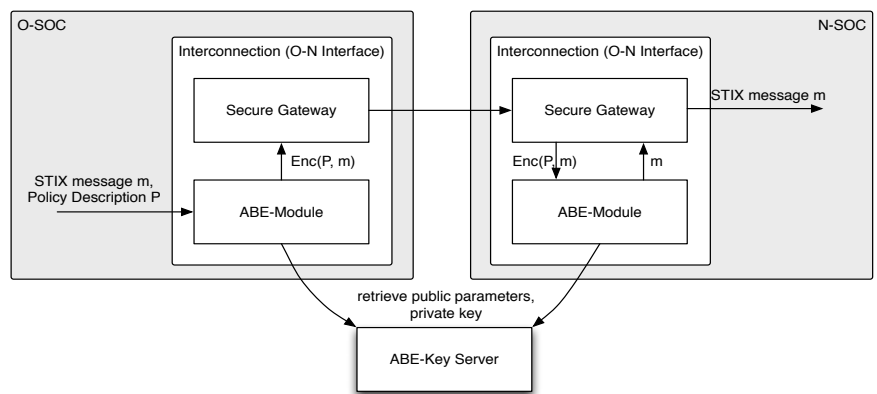 O-SOC
N-SOC
Interconnection (O-N Interface)
Interconnection (O-N Interface)
Secure Gateway
Secure Gateway
STIX message m
Enc(P, m)
Enc(P, m)
m
STIX message m,
Policy Description P
ABE-Module
ABE-Module
retrieve public parameters,
private key
ABE-Key Server